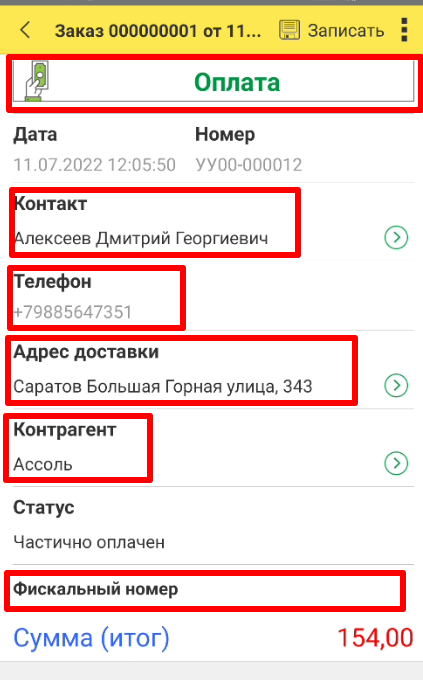 Заказ 000000001 от 11... Записать
Оплата
Дата Номер
11.07.2022 12:05:50 УУ00-000012
Контакт
Алексеев Дмитрий Георгиевич
Телефон
+79885647351
Адрес доставки
Саратов Большая Горная улица, 343
Контрагент
Ассоль
Статус
Частично оплачен
Фискальный номер
Сумма (итог) 154,00